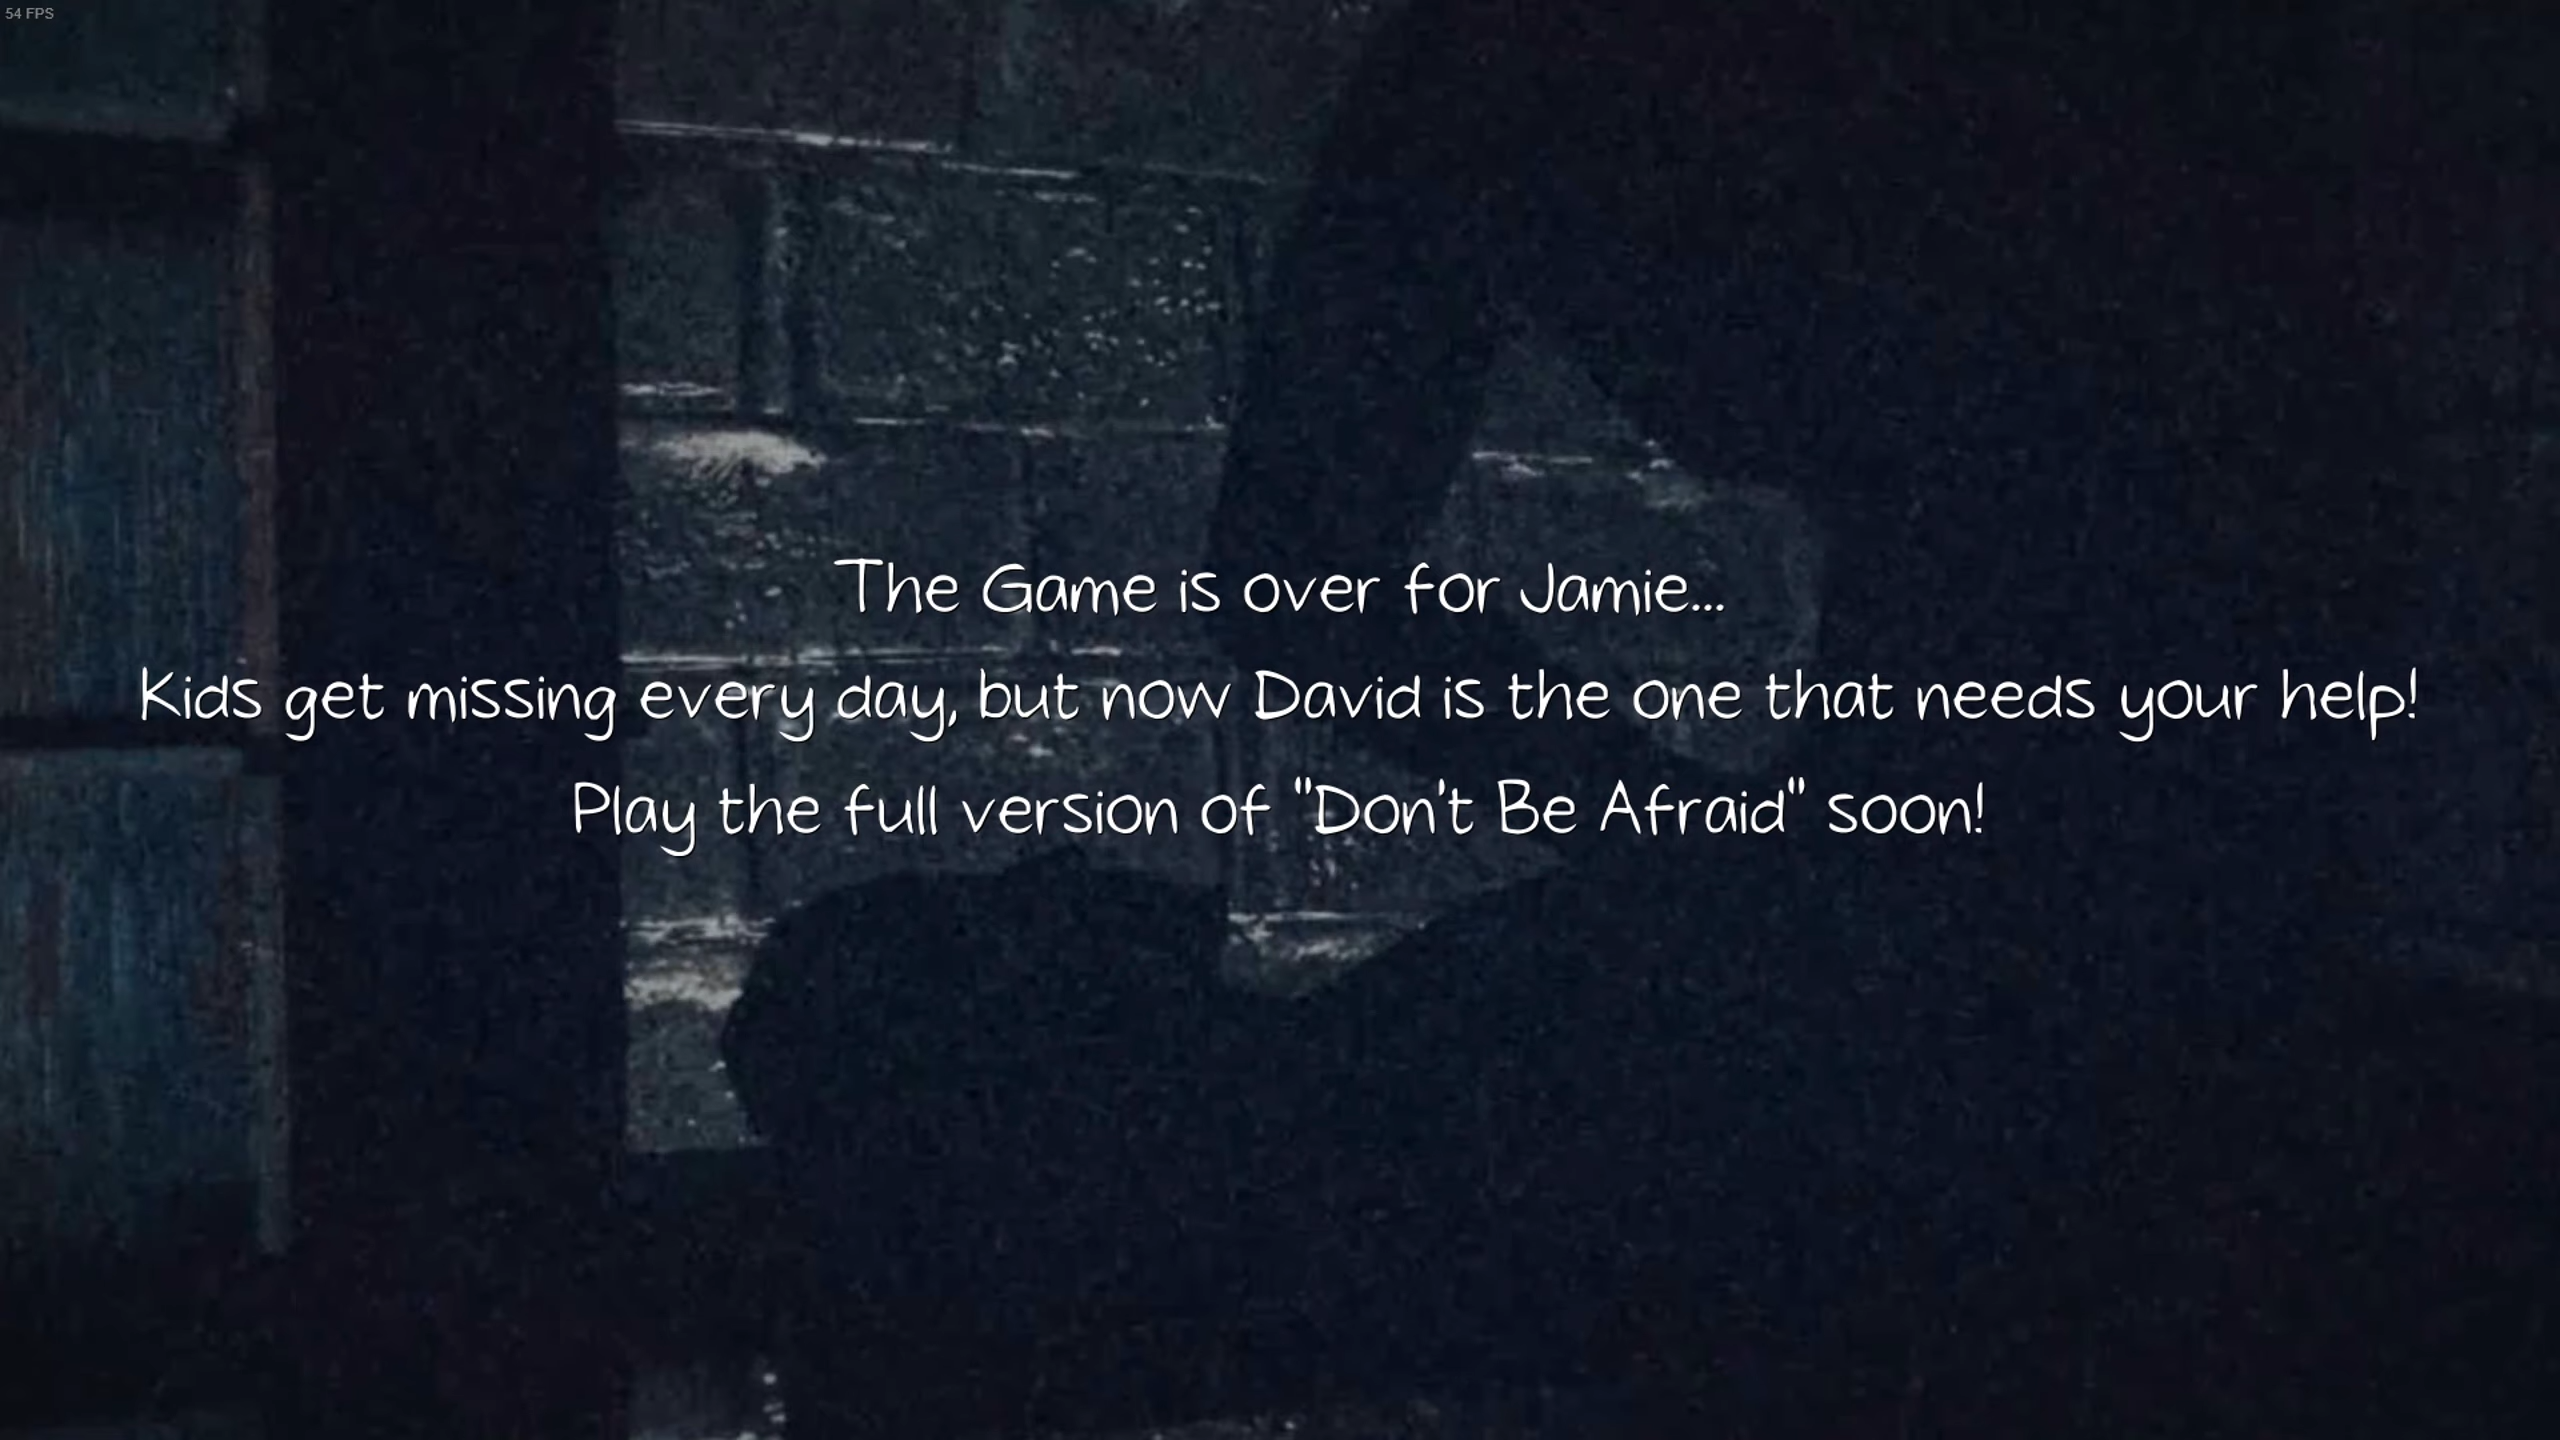 54 FPS
The Game is over for Jamie...
Kids get missing every day, but now David is the one that needs your help!
Play the full version of "Don't Be Afraid" soon!